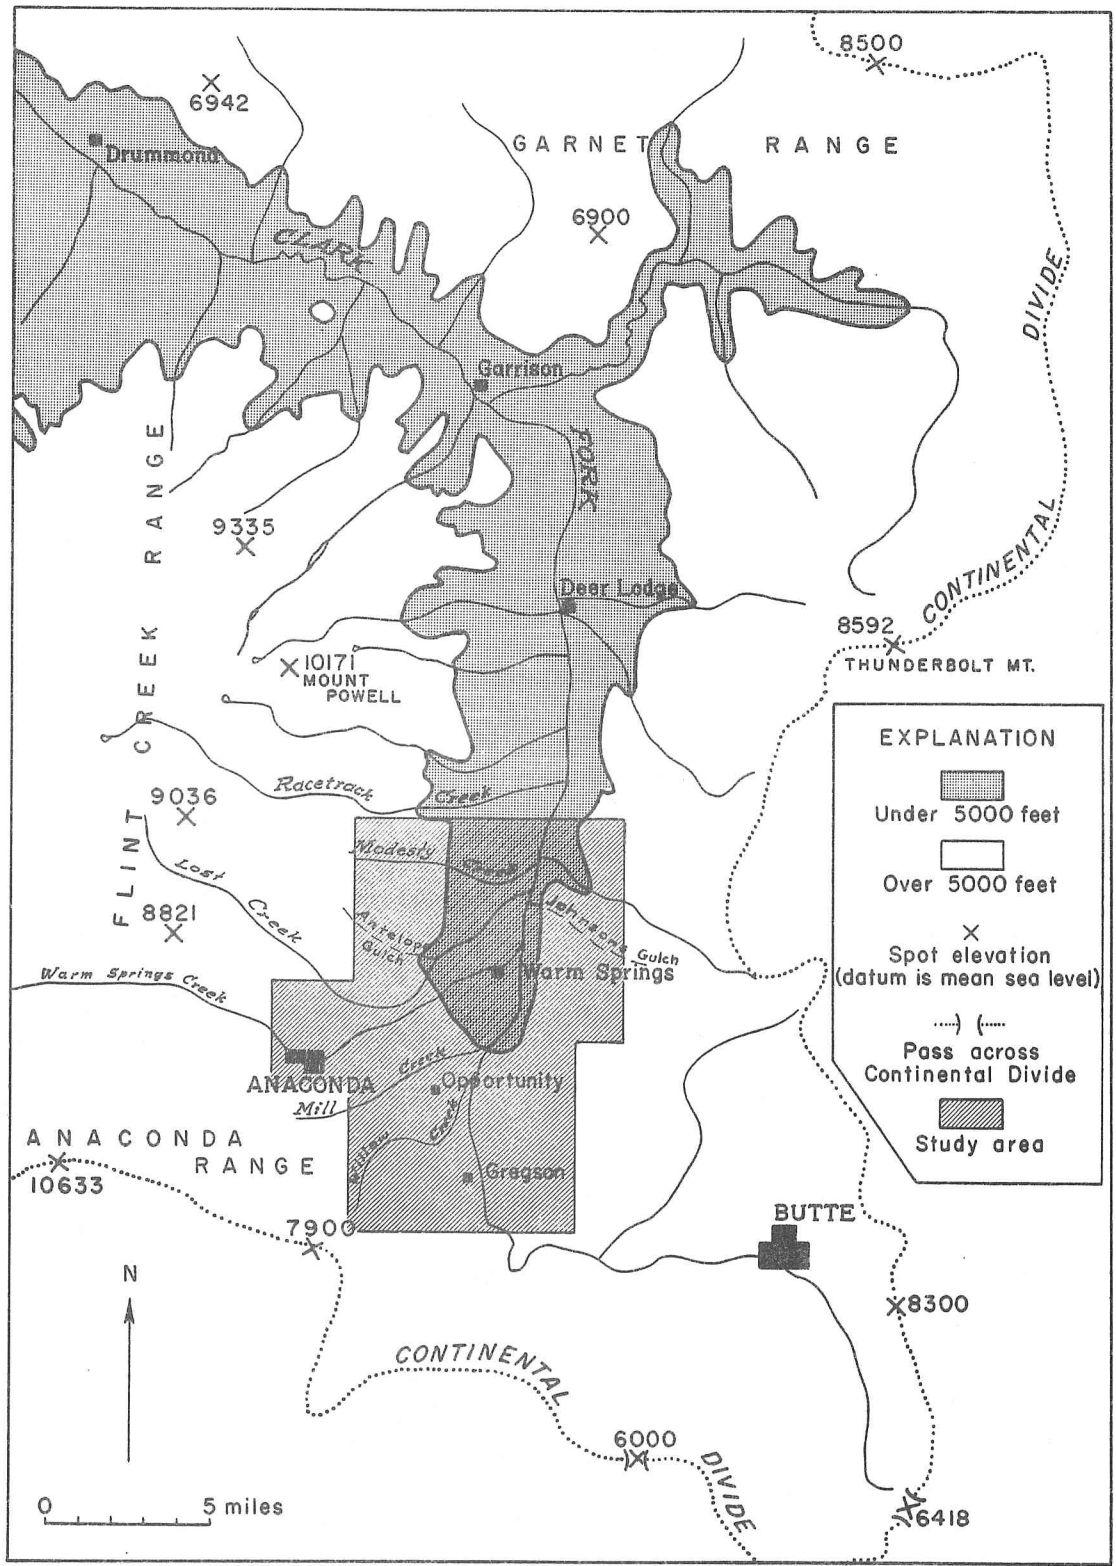 8500
6942
GARNET RANGE
Drummond
6900
CLARK
DIVIDE
Garrison
FORK
9335
CONTINENTAL
Deer Lodge
8592
THUNDERBOLT MT.
10171
MOUNT
POWELL
FLINT CREEK RANGE
EXPLANATION
Under 5000 feet
Over 5000 feet
Spot elevation
(datum is mean sea level)
Pass across
Continental Divide
Study area
Racetrack Creek
9036
Modesty Creek
Lost Creek
8821
Antelope
Gulch
Johnsons Gulch
Warm Springs Creek
Warm Springs
ANACONDA
Mill Creek
Opportunity
Willow Creek
Gregson
ANACONDA
RANGE
10633
7900
BUTTE
N
8300
CONTINENTAL
6000
DIVIDE
0 5 miles
6418